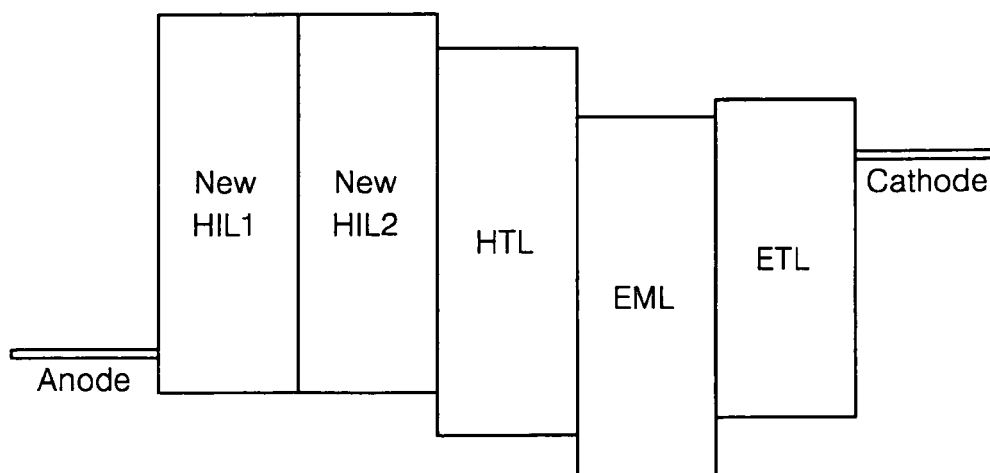 New
HIL1
New
HIL2
HTL
EML
ETL
Cathode
Anode